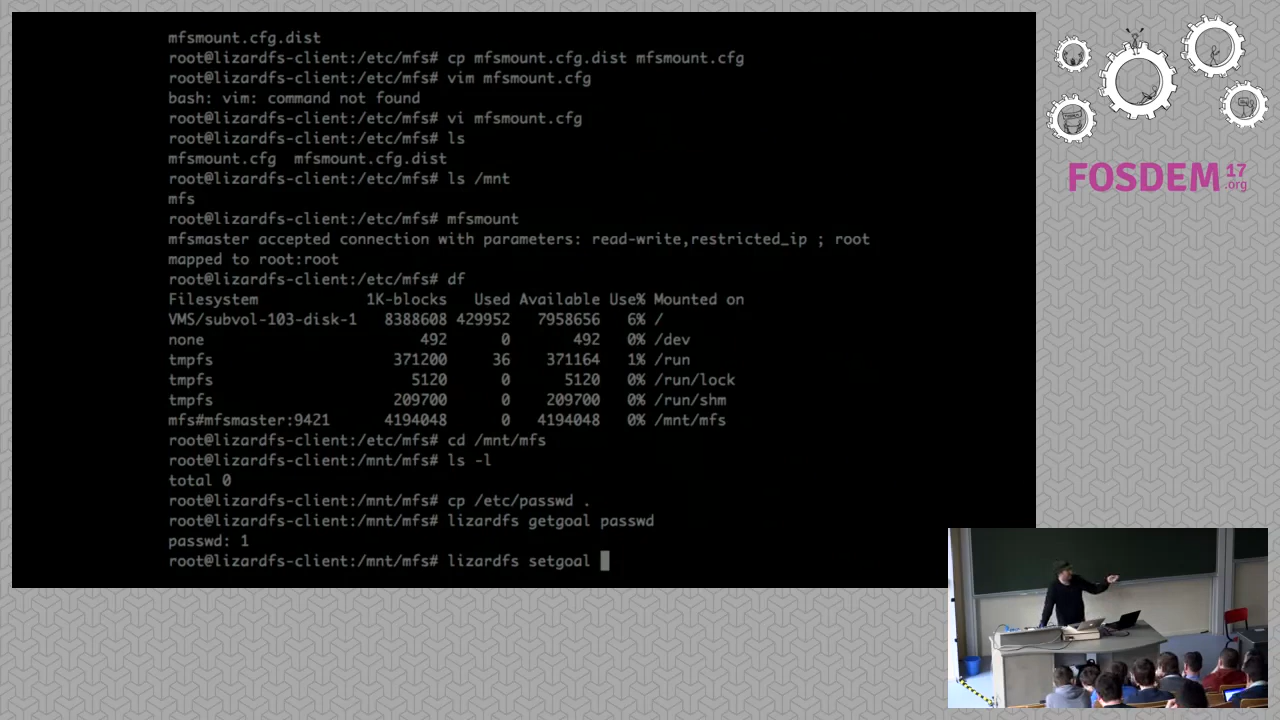 mfsmount.cfg.dist
root@lizardfs-client:/etc/mfs# cp mfsmount.cfg.dist mfsmount.cfg
root@lizardfs-client:/etc/mfs# vim mfsmount.cfg
bash: vim: command not found
root@lizardfs-client:/etc/mfs# vi mfsmount.cfg
root@lizardfs-client:/etc/mfs# ls
mfsmount.cfg  mfsmount.cfg.dist
root@lizardfs-client:/etc/mfs# ls /mnt
mfs
root@lizardfs-client:/etc/mfs# mfsmount
mfsmaster accepted connection with parameters: read-write,restricted_ip ; root
mapped to root:root
root@lizardfs-client:/etc/mfs# df
Filesystem            1K-blocks   Used Available Use% Mounted on
VMS/subvol-103-disk-1   8388608 429952   7958656   6% /
none                        492      0       492   0% /dev
tmpfs                    371200     36    371164   1% /run
tmpfs                      5120      0      5120   0% /run/lock
tmpfs                    209700      0    209700   0% /run/shm
mfs#mfsmaster:9421      4194048      0   4194048   0% /mnt/mfs
root@lizardfs-client:/etc/mfs# cd /mnt/mfs
root@lizardfs-client:/mnt/mfs# ls -l
total 0
root@lizardfs-client:/mnt/mfs# cp /etc/passwd .
root@lizardfs-client:/mnt/mfs# lizardfs getgoal passwd
passwd: 1
root@lizardfs-client:/mnt/mfs# lizardfs setgoal
FOSDEM 17
.org